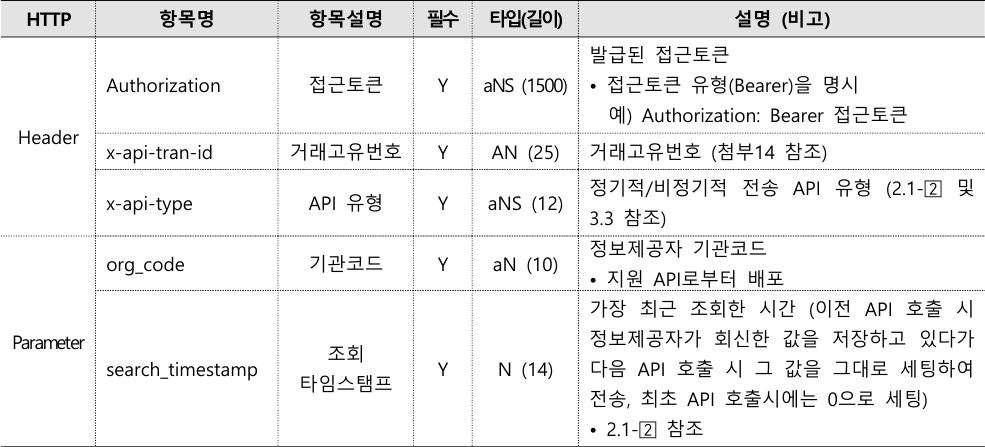 HTTP 항목명 항목설명 필수 타입(길이) 설명 (비고)
Header
Authorization 접근토큰 Y aNS (1500)
발급된 접근토큰
• 접근토큰 유형(Bearer)을 명시
예) Authorization: Bearer 접근토큰
x-api-tran-id 거래고유번호 Y AN (25) 거래고유번호 (첨부14 참조)
x-api-type API 유형 Y aNS (12)
정기적/비정기적 전송 API 유형 (2.1-2 및
3.3 참조)
Parameter
org_code 기관코드 Y aN (10)
정보제공자 기관코드
• 지원 API로부터 배포
search_timestamp
조회
타임스탬프
Y N (14)
가장 최근 조회한 시간 (이전 API 호출 시
정보제공자가 회신한 값을 저장하고 있다가
다음 API 호출 시 그 값을 그대로 세팅하여
전송, 최초 API 호출시에는 0으로 세팅)
• 2.1-2 참조